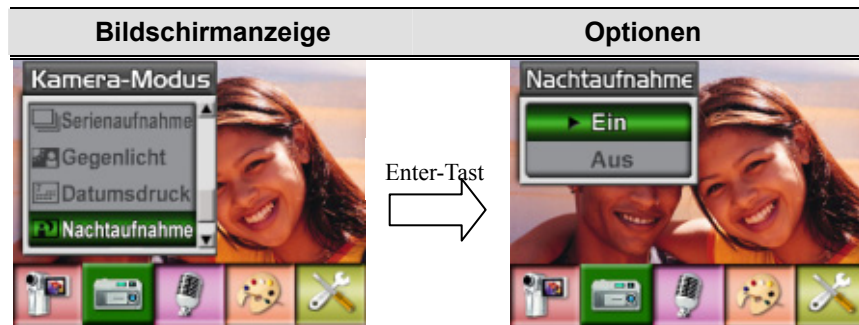 Bildschirmanzeige
Optionen
Kamera-Modus
Serienaufnahme
Gegenlicht
Datumsdruck
Nachtaufnahme
Enter-Tast
Nachtaufnahme
Ein
Aus